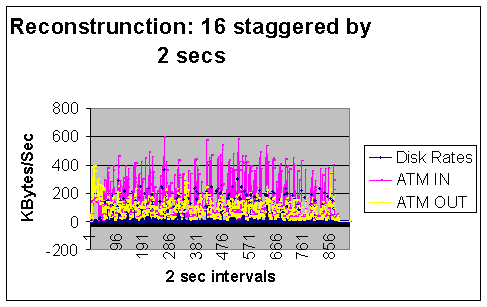 Reconstrunction: 16 staggered by
2 secs
800
600
400
200
0
-200
KBytes/Sec
1
96
191
286
381
476
571
666
761
856
2 sec intervals
Disk Rates
ATM IN
ATM OUT